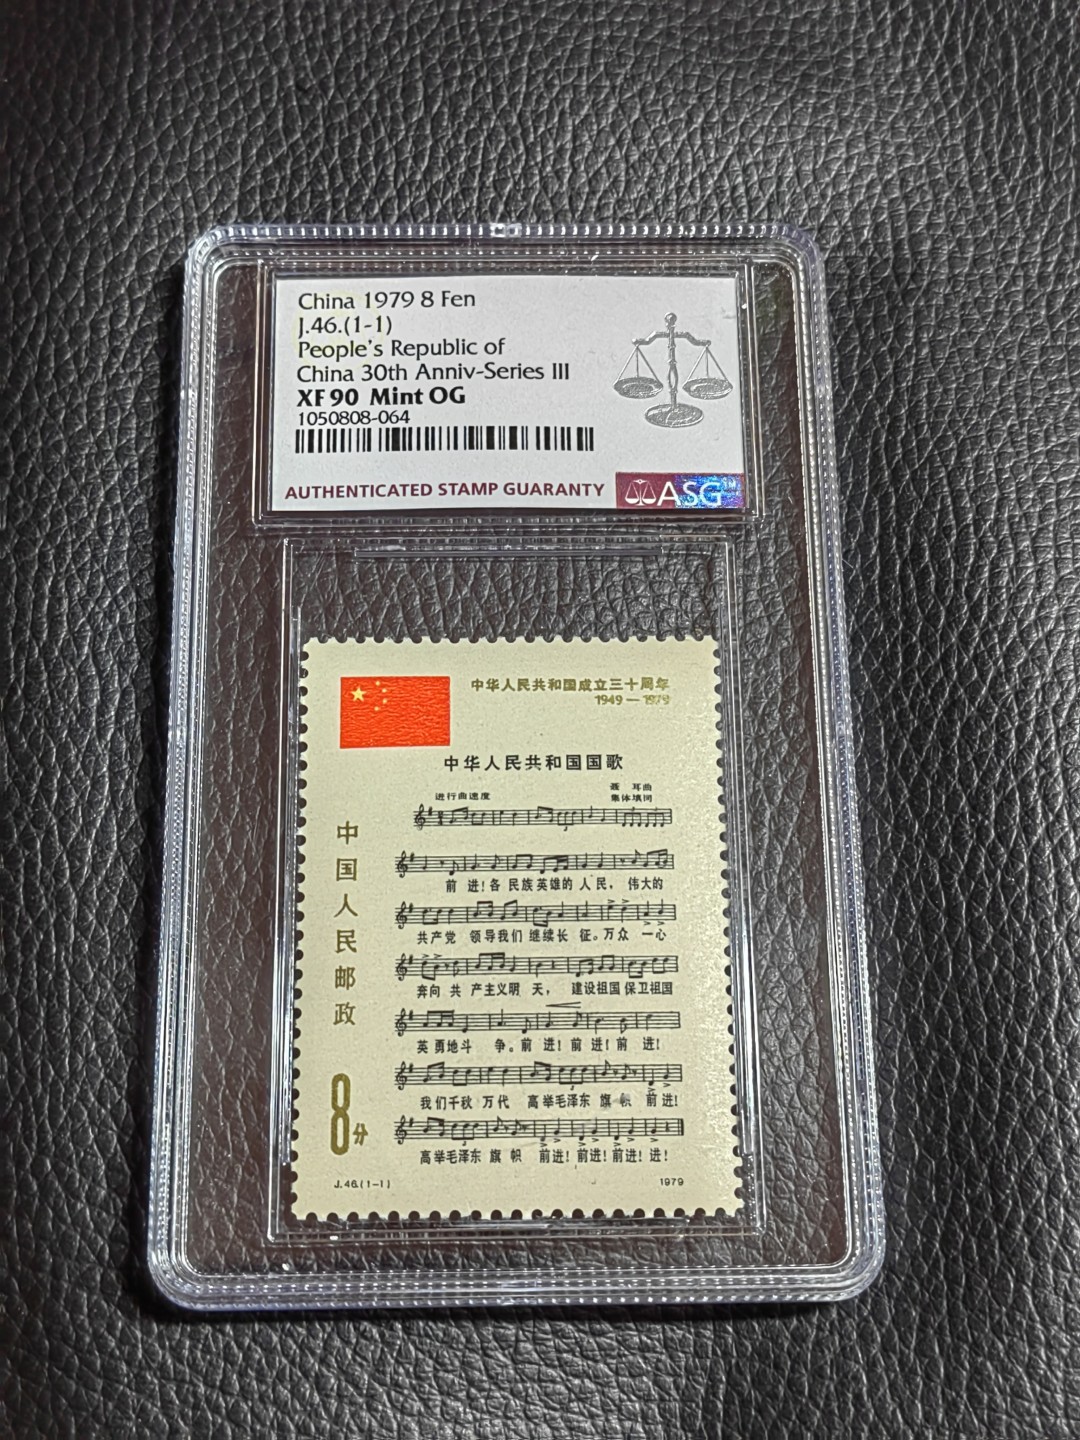 China 1979 8 Fen
J.46.(1-1)
People's Republic of
China 30th Anniv-Series III
XF 90 Mint OG
1050808-064
AUTHENTICATED STAMP GUARANTY
ASG™
中华人民共和国成立三十周年
1949—1979
中华人民共和国国歌
进行曲速度
聂耳曲
集体填词
中国人民邮政
前进!各民族英雄的人民,伟大的
共产党 领导我们继续长征。万众一心
奔向共产主义明天,建设祖国保卫祖国
英勇地斗争。前进!前进!前进!
我们千秋万代 高举毛泽东旗帜前进!
高举毛泽东旗帜 前进!前进!前进!进!
8分
J.46.(1-1)
1979